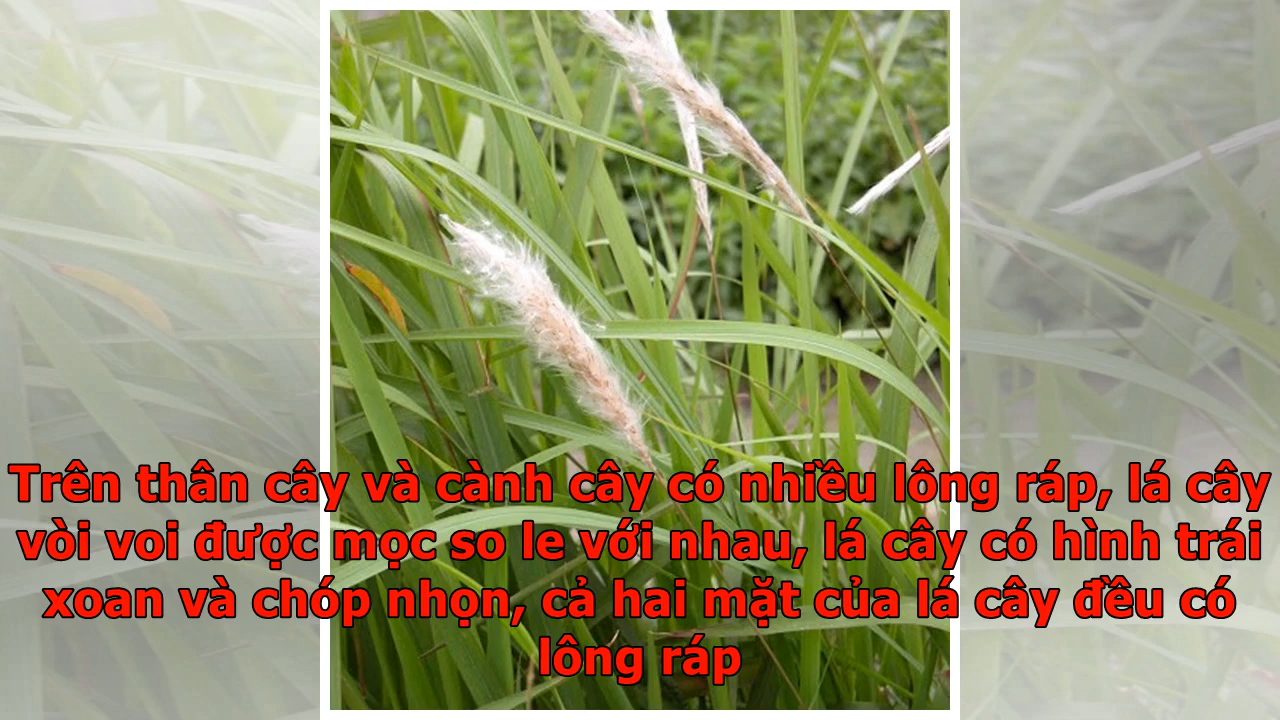 Trên thân cây và cành cây có nhiều lông ráp, lá cây
vòi voi được mọc so le với nhau, lá cây có hình trái
xoan và chóp nhọn, cả hai mặt của lá cây đều có
lông ráp